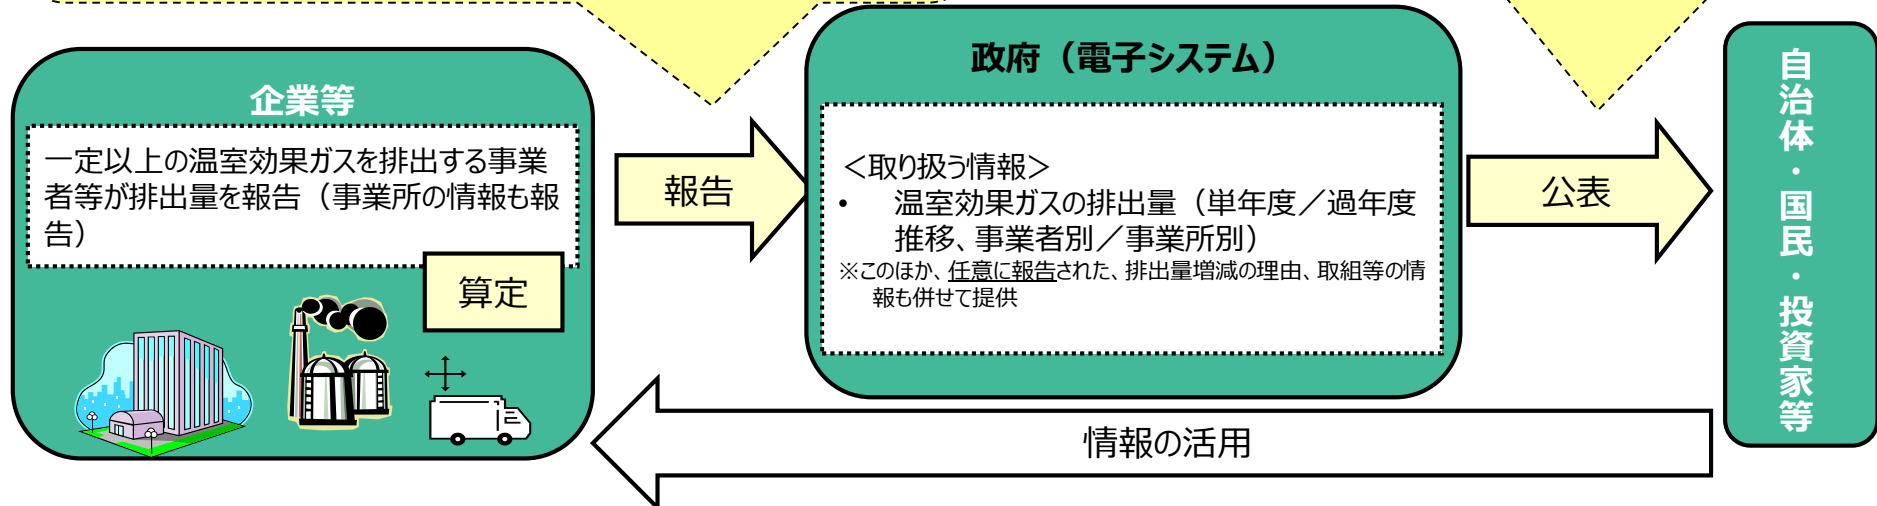 企業等
一定以上の温室効果ガスを排出する事業
者等が排出量を報告（事業所の情報も報
告）
算定
報告
政府（電子システム）
＜取り扱う情報＞
• 温室効果ガスの排出量（単年度／過年度
推移、事業者別／事業所別）
※このほか、任意に報告された、排出量増減の理由、取組等の情
報も併せて提供
公表
自治体・国民・投資家等
情報の活用